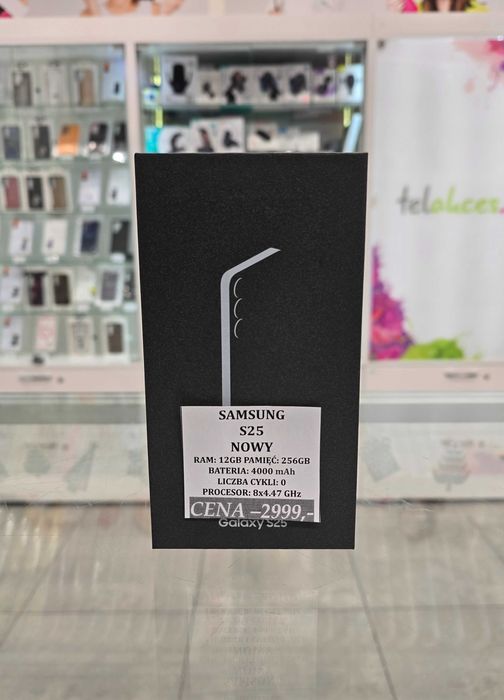 telakces.
SAMSUNG
S25
NOWY
RAM: 12GB PAMIĘĆ: 256GB
BATERIA: 4000 mAh
LICZBA CYKLI: 0
PROCESOR: 8x4.47 GHz
CENA –2999,-
Galaxy S25